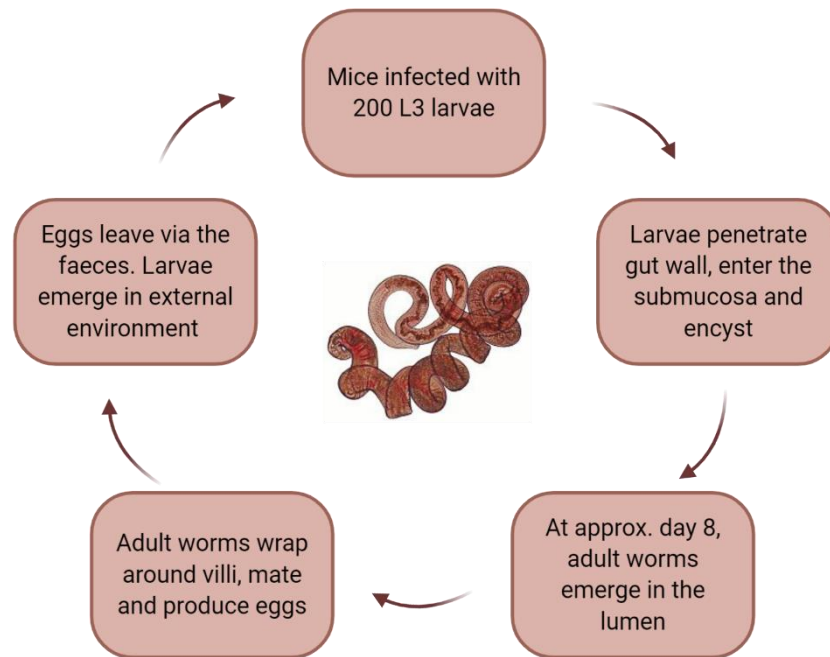 Mice infected with
200 L3 larvae
Larvae penetrate
gut wall, enter the
submucosa and
encyst
At approx. day 8,
adult worms
emerge in the
lumen
Adult worms wrap
around villi, mate
and produce eggs
Eggs leave via the
faeces. Larvae
emerge in external
environment